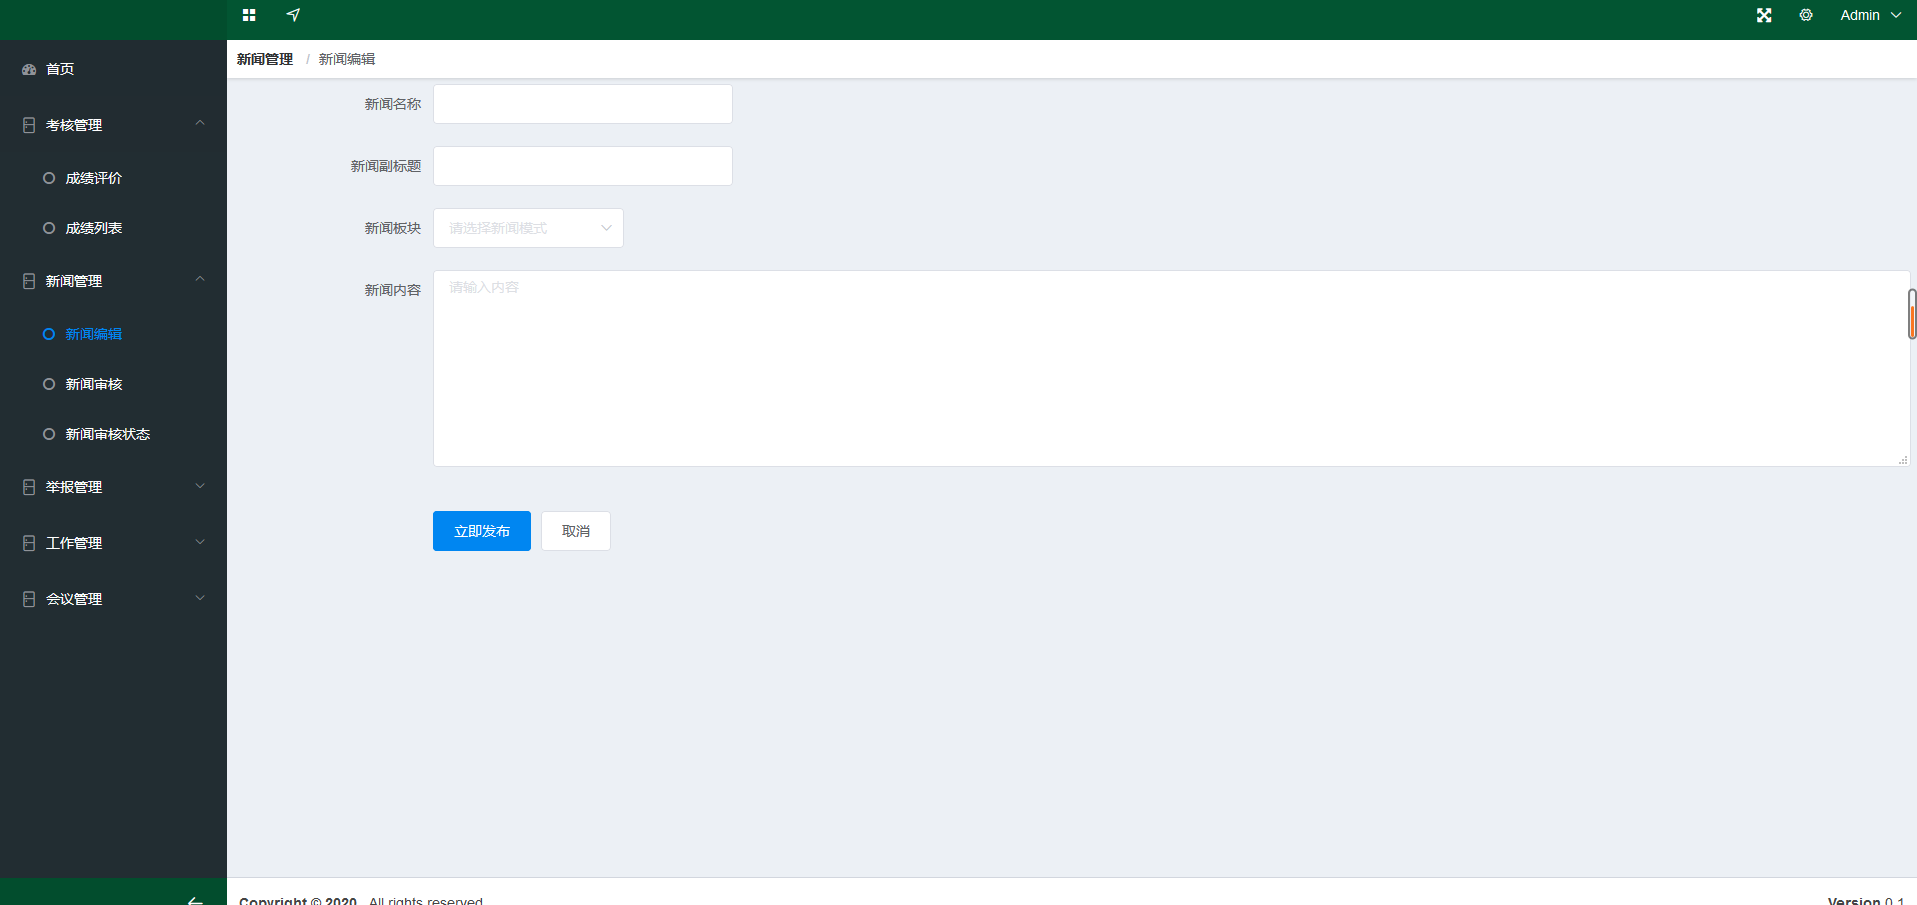 Admin
首页
考核管理
成绩评价
成绩列表
新闻管理
新闻编辑
新闻审核
新闻审核状态
举报管理
工作管理
会议管理
新闻管理 / 新闻编辑
新闻名称
新闻副标题
新闻板块 请选择新闻模式
新闻内容 请输入内容
立即发布 取消
Copyright © 2020 All rights reserved
Version 0.1